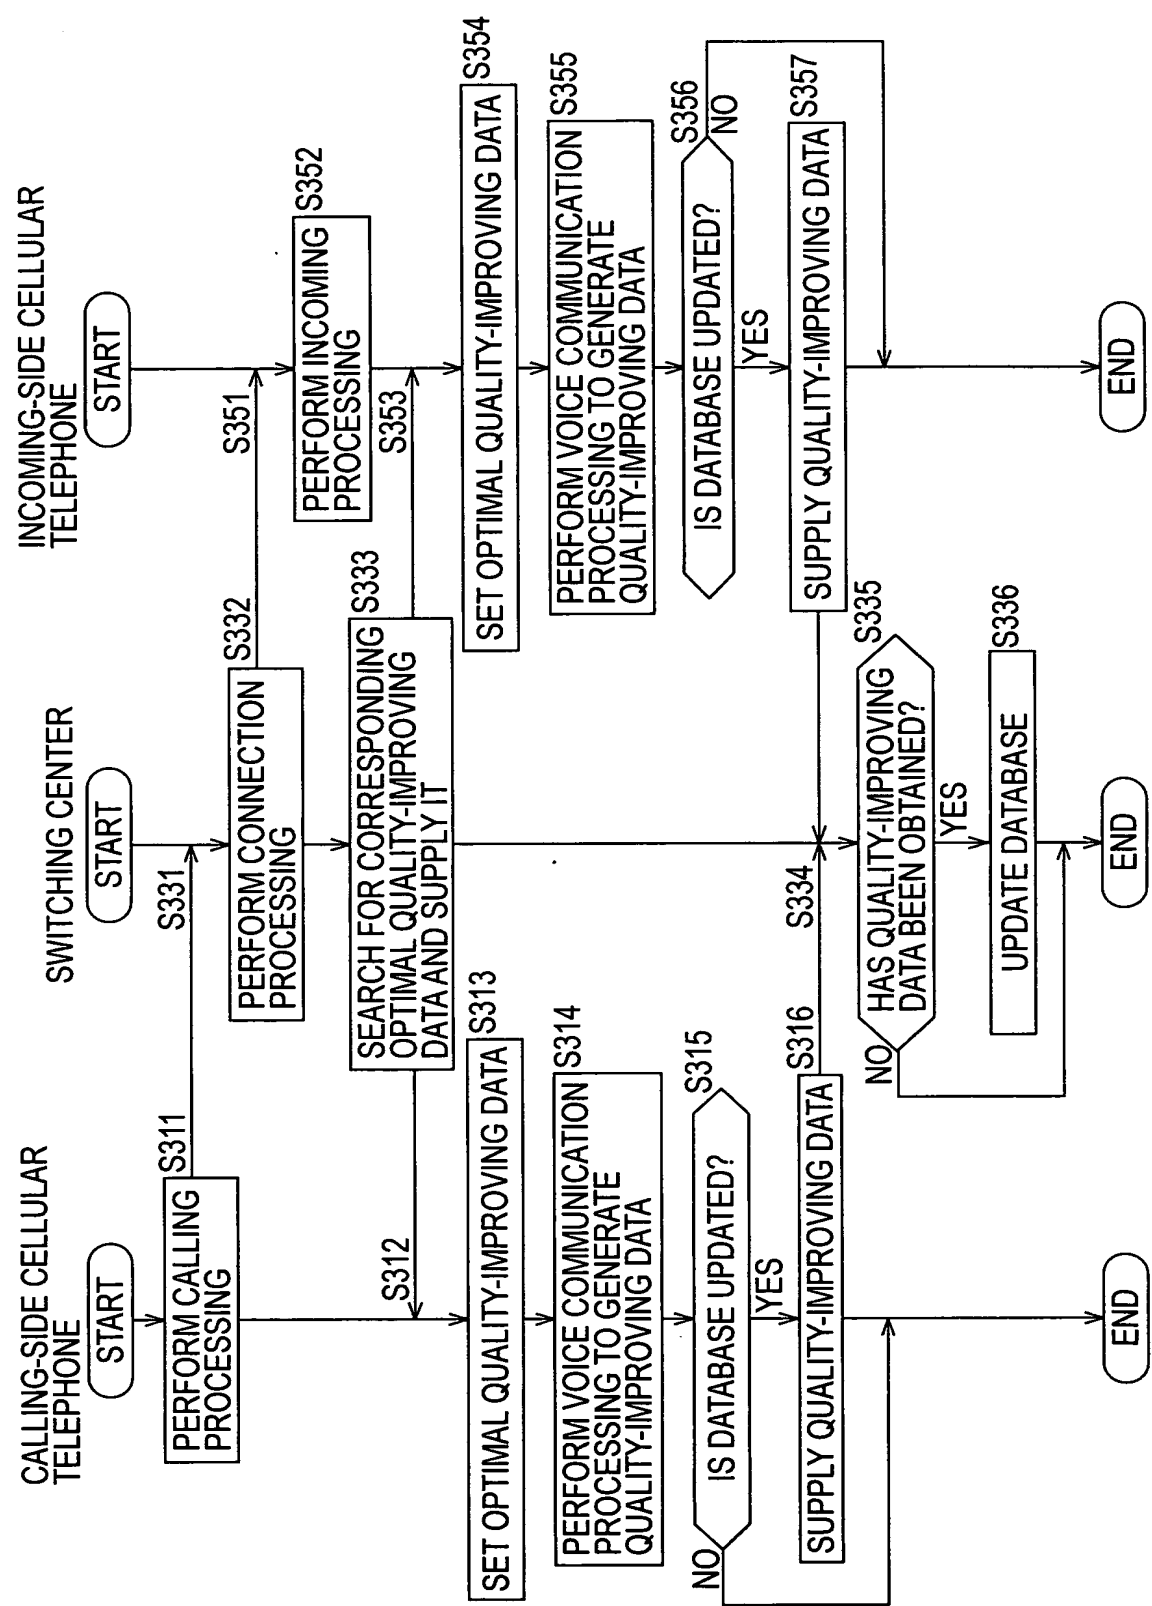 CALLING-SIDE CELLULAR
TELEPHONE
START
PERFORM CALLING
PROCESSING
S311
S312
SET OPTIMAL QUALITY-IMPROVING DATA
S313
PERFORM VOICE COMMUNICATION
PROCESSING TO GENERATE
QUALITY-IMPROVING DATA
S314
IS DATABASE UPDATED?
S315
NO
YES
SUPPLY QUALITY-IMPROVING DATA
S316
END
SWITCHING CENTER
START
S331
PERFORM CONNECTION
PROCESSING
S332
SEARCH FOR CORRESPONDING
OPTIMAL QUALITY-IMPROVING
DATA AND SUPPLY IT
S333
S334
HAS QUALITY-IMPROVING
DATA BEEN OBTAINED?
S335
NO
YES
UPDATE DATABASE
S336
END
INCOMING-SIDE CELLULAR
TELEPHONE
START
S351
PERFORM INCOMING
PROCESSING
S352
S353
SET OPTIMAL QUALITY-IMPROVING DATA
S354
PERFORM VOICE COMMUNICATION
PROCESSING TO GENERATE
QUALITY-IMPROVING DATA
S355
IS DATABASE UPDATED?
S356
NO
YES
SUPPLY QUALITY-IMPROVING DATA
S357
END